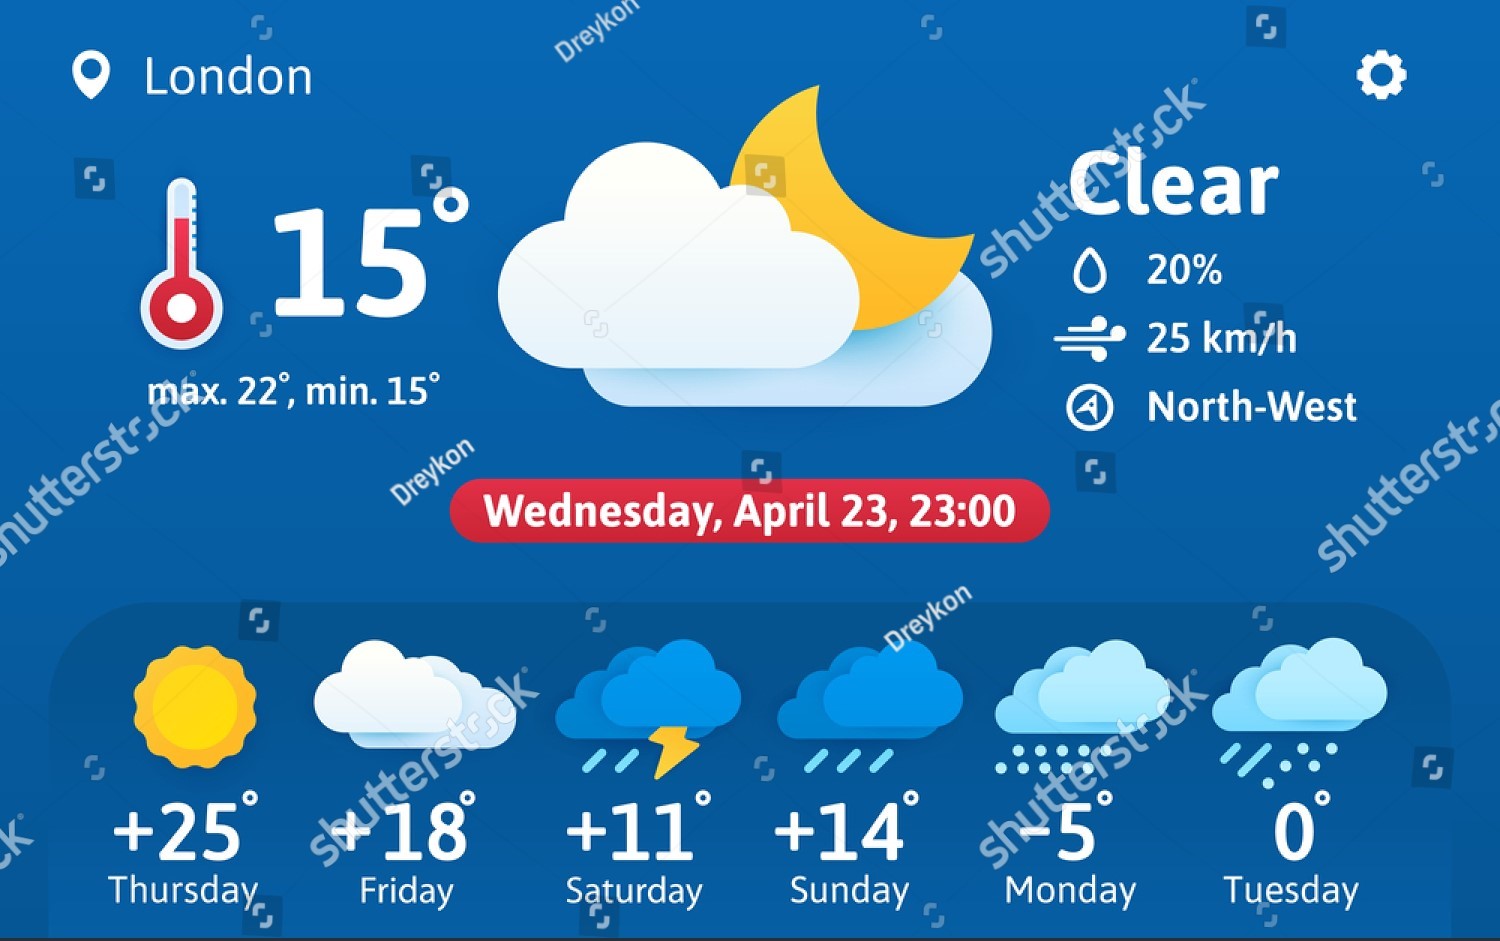 London
15°
max. 22°, min. 15°
Clear
20%
25 km/h
North-West
Wednesday, April 23, 23:00
+25° +18° +11° +14° -5° 0°
Thursday Friday Saturday Sunday Monday Tuesday
Dreykon
Dreykon
Dreykon
shutterstock
shutterstock
shutterstock
shutterstock
shutterstock
ck